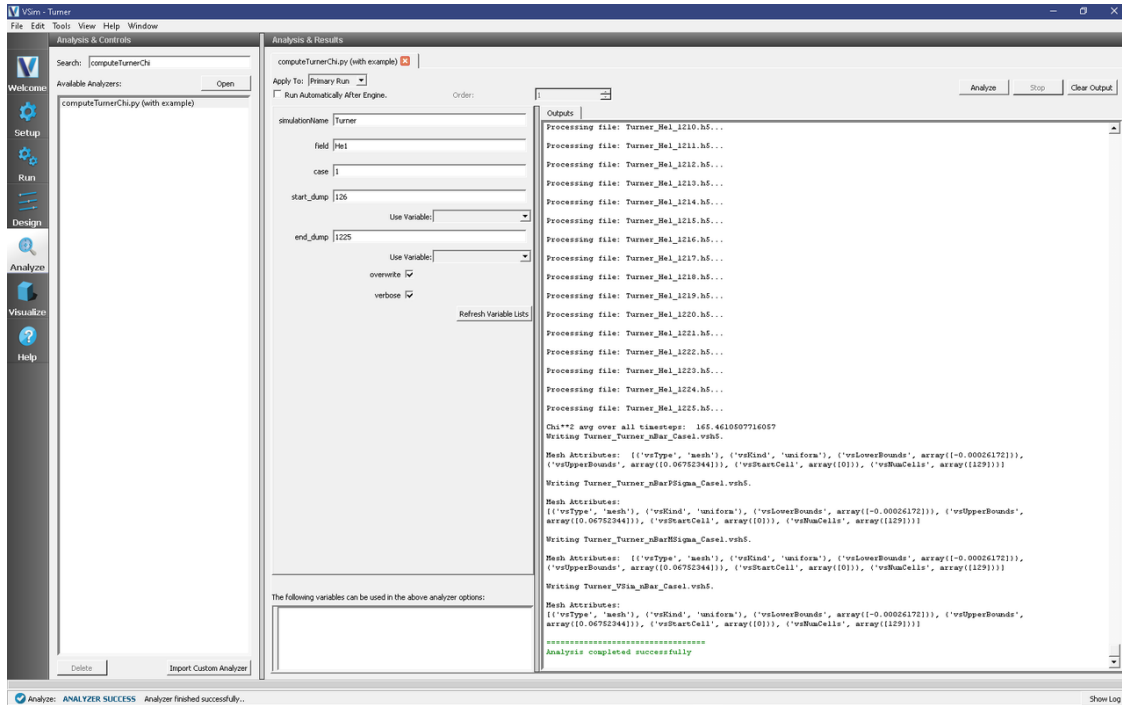 VSim - Turner
File Edit Tools View Help Window
Analysis & Controls
Analysis & Results
Welcome
Setup
Run
Design
Analyze
Visualize
Help
Search: computeTurnerChi
Available Analyzers:
Open
computeTurnerChi.py (with example)
Delete
Import Custom Analyzer
computeTurnerChi.py (with example)
Apply To: Primary Run
Run Automatically After Engine.
Order:
1
Analyze
Stop
Clear Output
simulationName Turner
field He1
case 1
start_dump 126
Use Variable:
end_dump 1225
Use Variable:
overwrite
verbose
Refresh Variable Lists
The following variables can be used in the above analyzer options:
Outputs
Processing file: Turner_He1_1210.h5...
Processing file: Turner_He1_1211.h5...
Processing file: Turner_He1_1212.h5...
Processing file: Turner_He1_1213.h5...
Processing file: Turner_He1_1214.h5...
Processing file: Turner_He1_1215.h5...
Processing file: Turner_He1_1216.h5...
Processing file: Turner_He1_1217.h5...
Processing file: Turner_He1_1218.h5...
Processing file: Turner_He1_1219.h5...
Processing file: Turner_He1_1220.h5...
Processing file: Turner_He1_1221.h5...
Processing file: Turner_He1_1222.h5...
Processing file: Turner_He1_1223.h5...
Processing file: Turner_He1_1224.h5...
Processing file: Turner_He1_1225.h5...
Chi**2 avg over all timesteps: 165.4610507716057
Writing Turner_Turner_nBar_Case1.vsh5.
Mesh Attributes: [('vsType', 'mesh'), ('vsKind', 'uniform'), ('vsLowerBounds', array([-0.00026172])),
('vsUpperBounds', array([0.06752344])), ('vsStartCell', array([0])), ('vsNumCells', array([129]))]
Writing Turner_Turner_nBarPSigma_Case1.vsh5.
Mesh Attributes:
[('vsType', 'mesh'), ('vsKind', 'uniform'), ('vsLowerBounds', array([-0.00026172])), ('vsUpperBounds',
array([0.06752344])), ('vsStartCell', array([0])), ('vsNumCells', array([129]))]
Writing Turner_Turner_nBarMSigma_Case1.vsh5.
Mesh Attributes: [('vsType', 'mesh'), ('vsKind', 'uniform'), ('vsLowerBounds', array([-0.00026172])),
('vsUpperBounds', array([0.06752344])), ('vsStartCell', array([0])), ('vsNumCells', array([129]))]
Writing Turner_VSim_nBar_Case1.vsh5.
Mesh Attributes:
[('vsType', 'mesh'), ('vsKind', 'uniform'), ('vsLowerBounds', array([-0.00026172])), ('vsUpperBounds',
array([0.06752344])), ('vsStartCell', array([0])), ('vsNumCells', array([129]))]
==================================
Analysis completed successfully
Analyze: ANALYZER SUCCESS Analyzer finished successfully..
Show Log